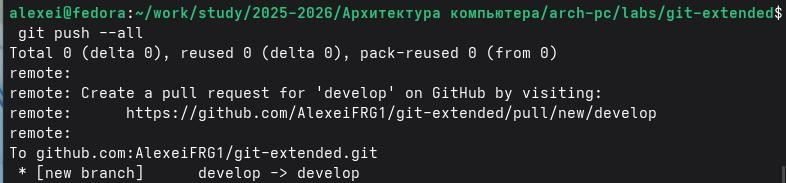 alexei@fedora:~/work/study/2025-2026/Архитектура компьютера/arch-pc/labs/git-extended$
git push --all
Total 0 (delta 0), reused 0 (delta 0), pack-reused 0 (from 0)
remote:
remote: Create a pull request for 'develop' on GitHub by visiting:
remote:      https://github.com/AlexeiFRG1/git-extended/pull/new/develop
remote:
To github.com:AlexeiFRG1/git-extended.git
 * [new branch]      develop -> develop